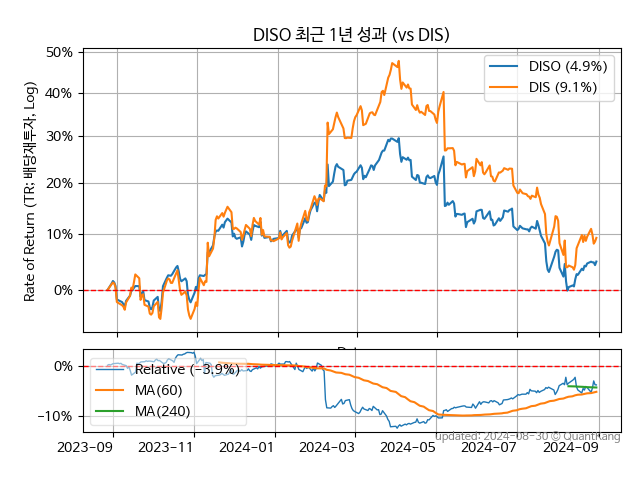 DISO 최근 1년 성과 (vs DIS)
Rate of Return (TR: 배당재투자, Log)
50%
40%
30%
20%
10%
0%
DISO (4.9%)
DIS (9.1%)
0%
−10%
Relative (−3.9%)
MA(60)
MA(240)
updated: 2024-08-30 © QuantKang
2023-09
2023-11
2024-01
2024-03
2024-05
2024-07
2024-09